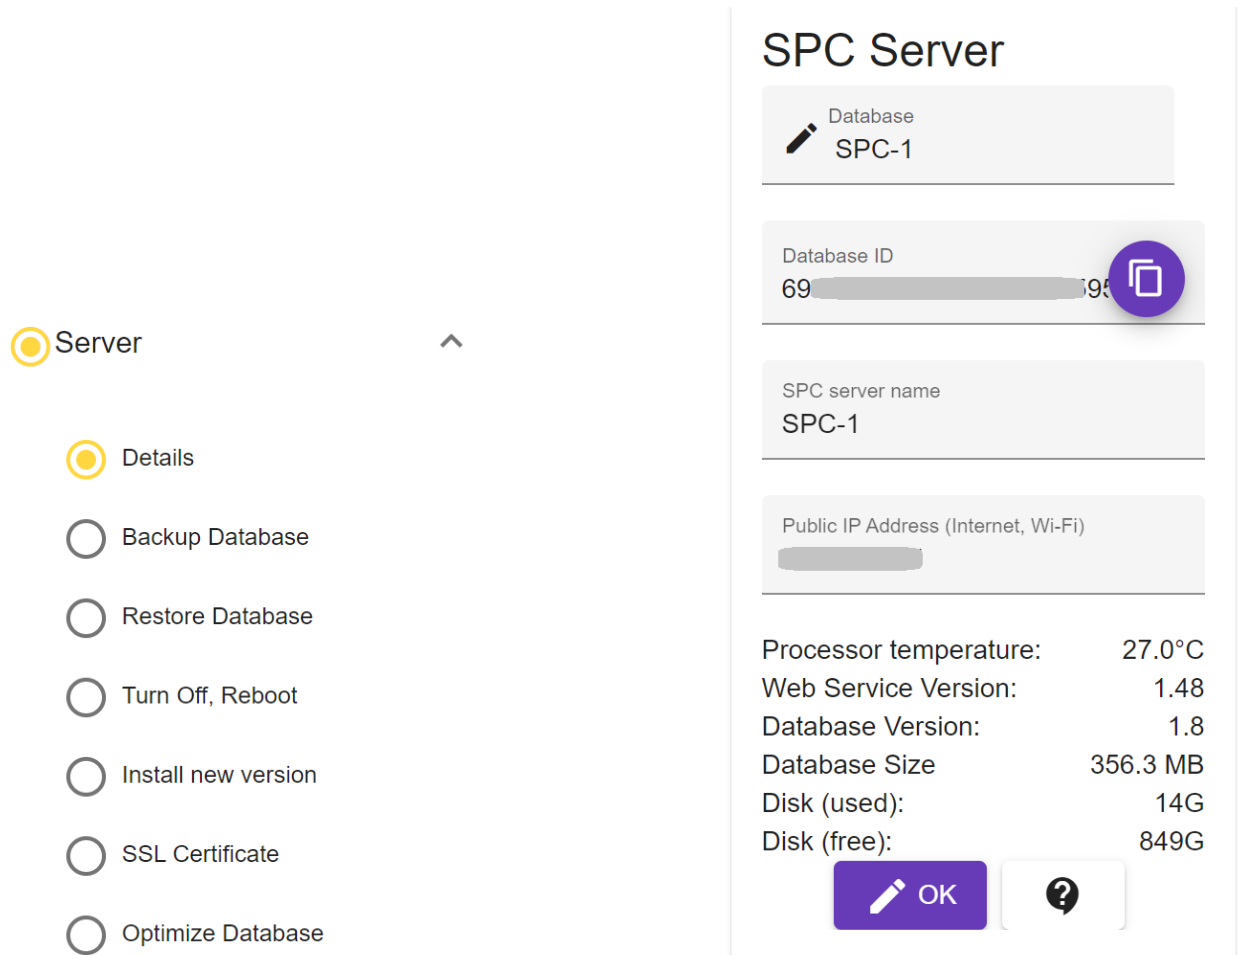 Server
Details
Backup Database
Restore Database
Turn Off, Reboot
Install new version
SSL Certificate
Optimize Database
SPC Server
Database
SPC-1
Database ID
69
SPC server name
SPC-1
Public IP Address (Internet, Wi-Fi)
Processor temperature: 27.0°C
Web Service Version: 1.48
Database Version: 1.8
Database Size 356.3 MB
Disk (used): 14G
Disk (free): 849G
OK